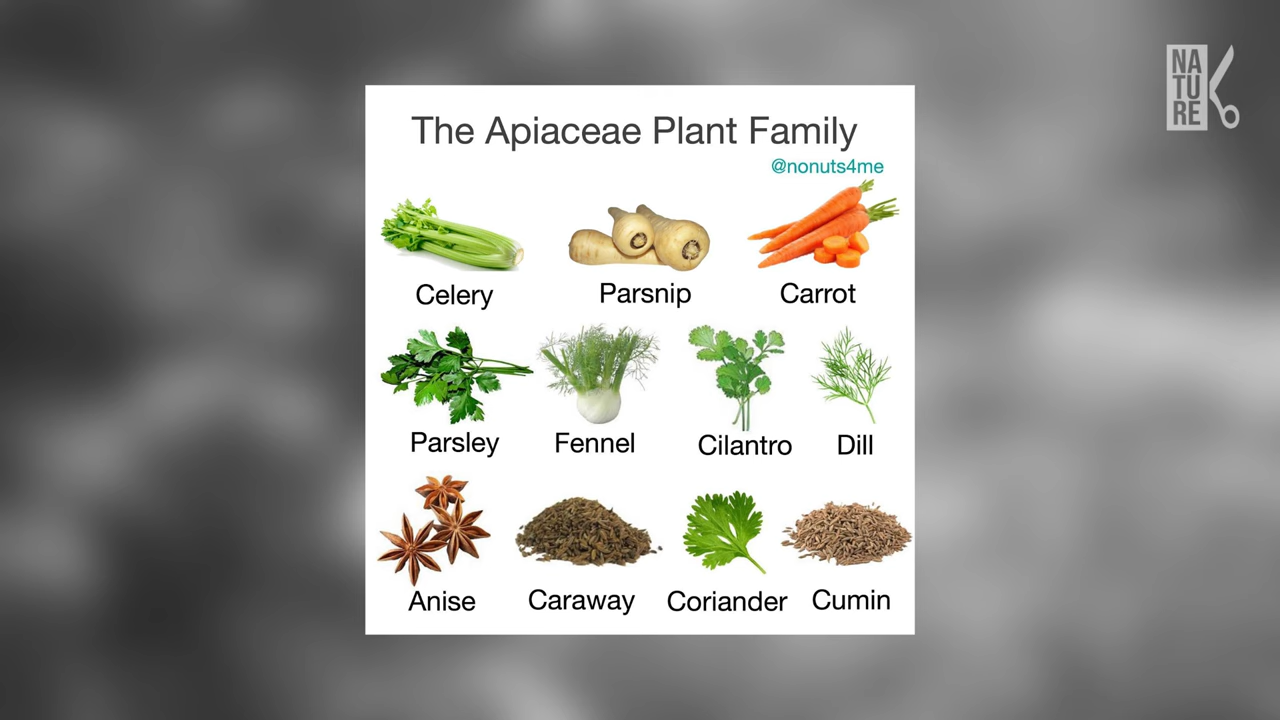 The Apiaceae Plant Family
@nonuts4me
NA
TU
RE
Celery Parsnip Carrot
Parsley Fennel Cilantro Dill
Anise Caraway Coriander Cumin